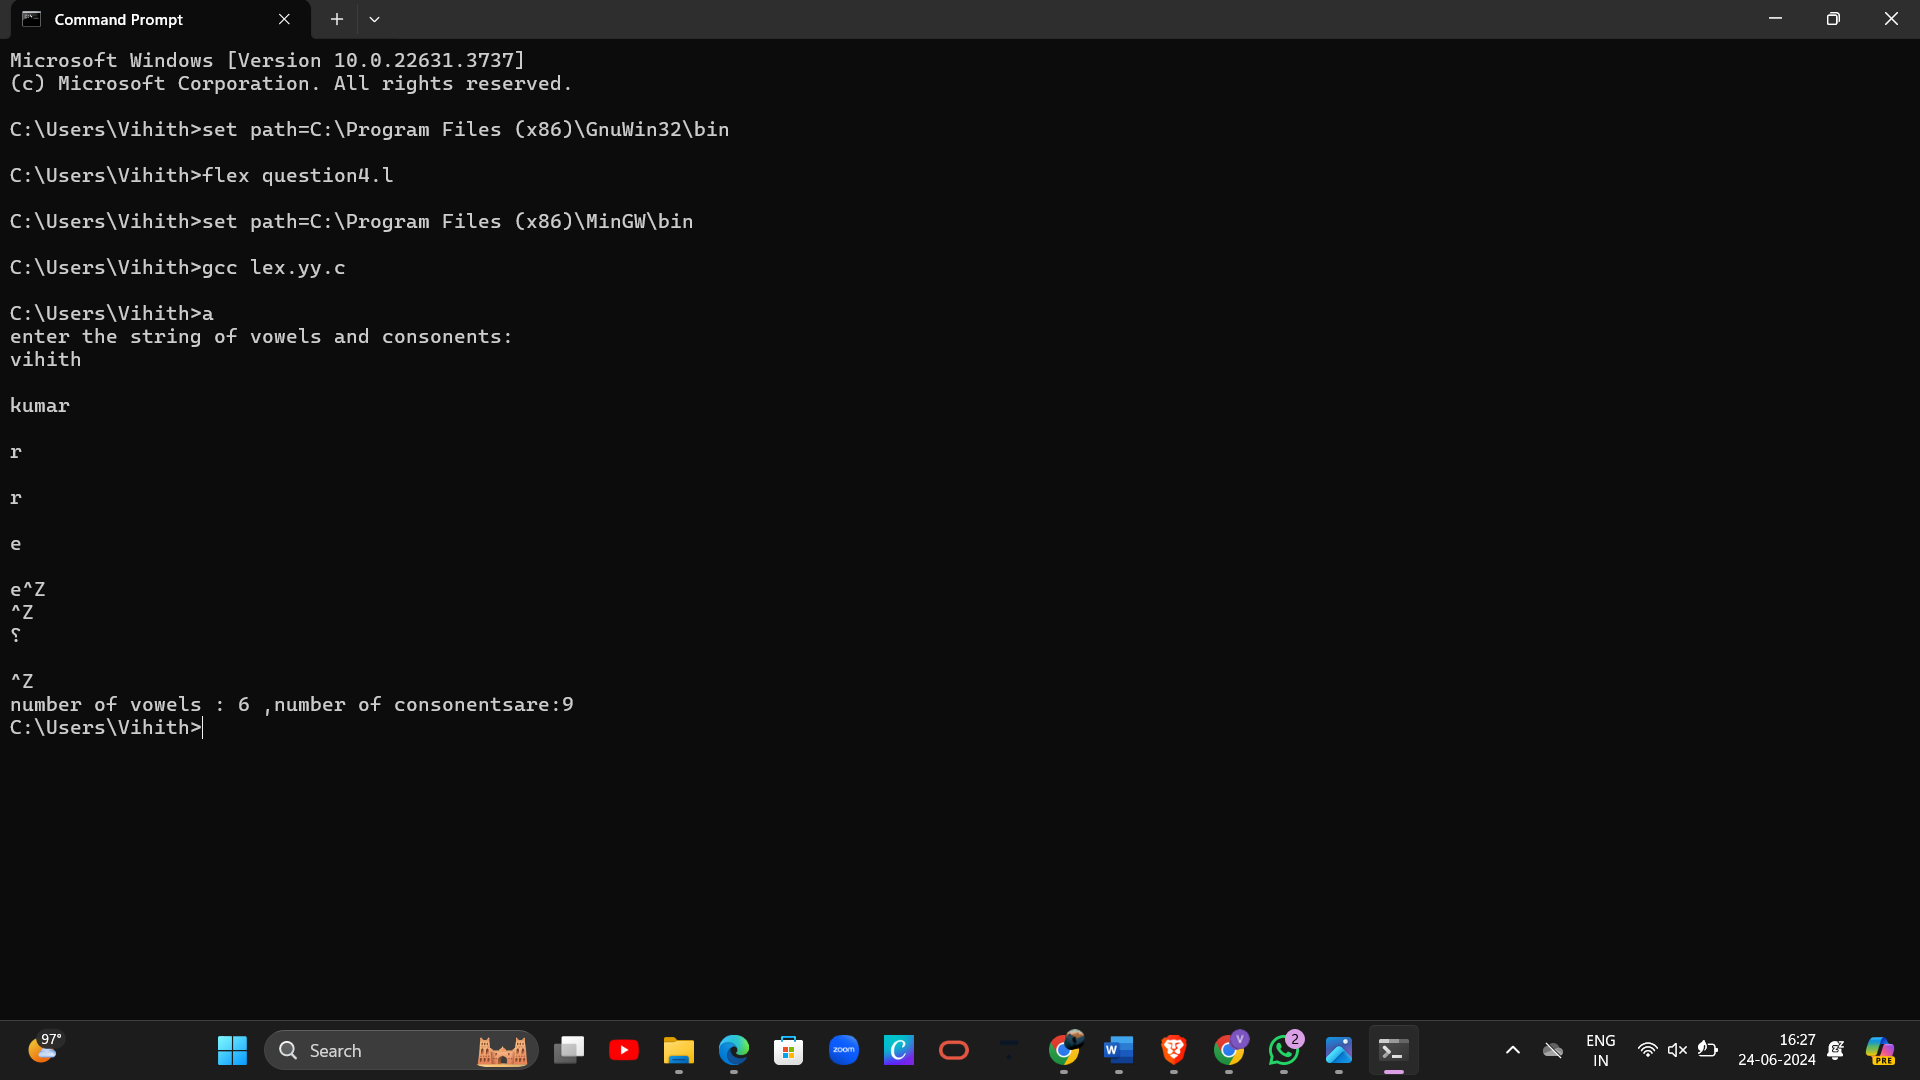 Command Prompt
Microsoft Windows [Version 10.0.22631.3737]
(c) Microsoft Corporation. All rights reserved.
C:\Users\Vihith>set path=C:\Program Files (x86)\GnuWin32\bin
C:\Users\Vihith>flex question4.l
C:\Users\Vihith>set path=C:\Program Files (x86)\MinGW\bin
C:\Users\Vihith>gcc lex.yy.c
C:\Users\Vihith>a
enter the string of vowels and consonents:
vihith
kumar
r
r
e
e^Z
^Z
␦
^Z
number of vowels : 6 ,number of consonentsare:9
C:\Users\Vihith>
97°
Search
zoom
C
W
V
2
ENG
IN
16:27
24-06-2024
PRE